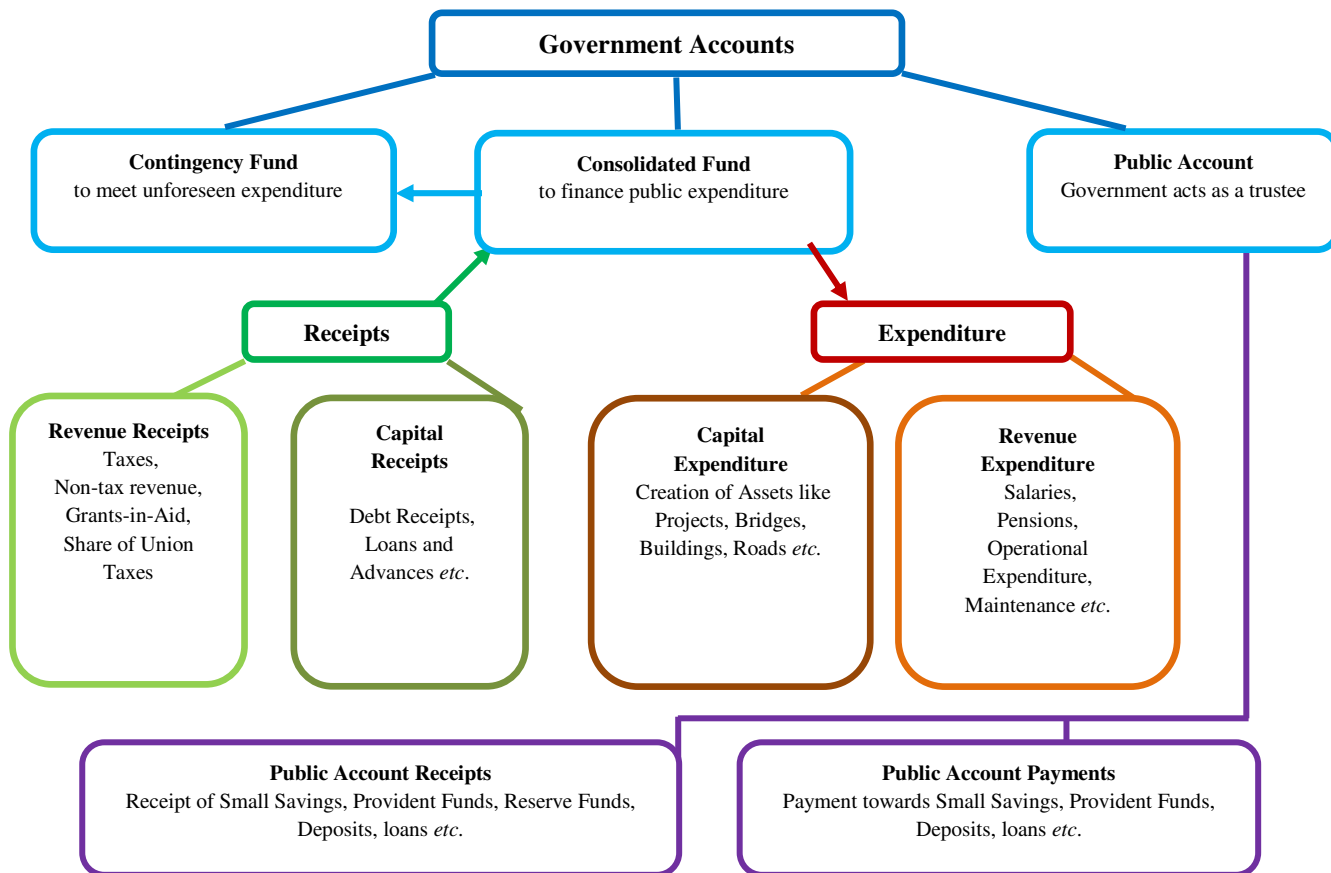 Government Accounts
Contingency Fund
to meet unforeseen expenditure
Consolidated Fund
to finance public expenditure
Public Account
Government acts as a trustee
Receipts
Expenditure
Revenue Receipts
Taxes,
Non-tax revenue,
Grants-in-Aid,
Share of Union
Taxes
Capital
Receipts
Debt Receipts,
Loans and
Advances etc.
Capital
Expenditure
Creation of Assets like
Projects, Bridges,
Buildings, Roads etc.
Revenue
Expenditure
Salaries,
Pensions,
Operational
Expenditure,
Maintenance etc.
Public Account Receipts
Receipt of Small Savings, Provident Funds, Reserve Funds,
Deposits, loans etc.
Public Account Payments
Payment towards Small Savings, Provident Funds,
Deposits, loans etc.